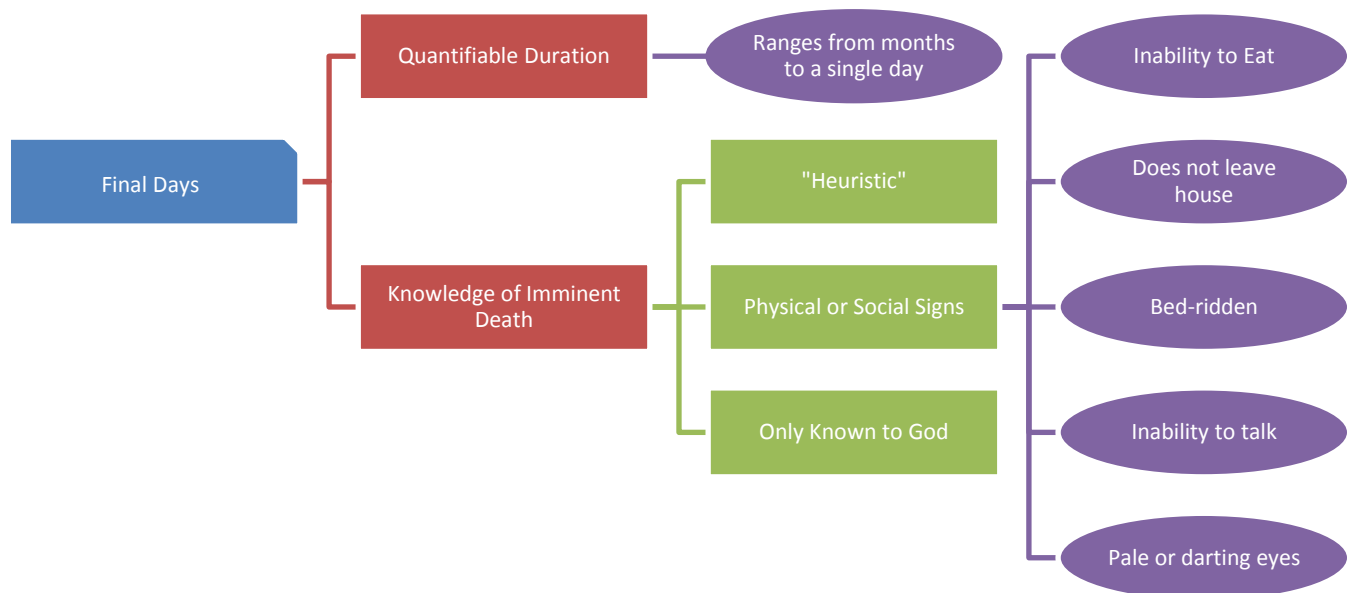 Final Days
Quantifiable Duration
Ranges from months
to a single day
Knowledge of Imminent
Death
"Heuristic"
Physical or Social Signs
Only Known to God
Inability to Eat
Does not leave
house
Bed-ridden
Inability to talk
Pale or darting eyes